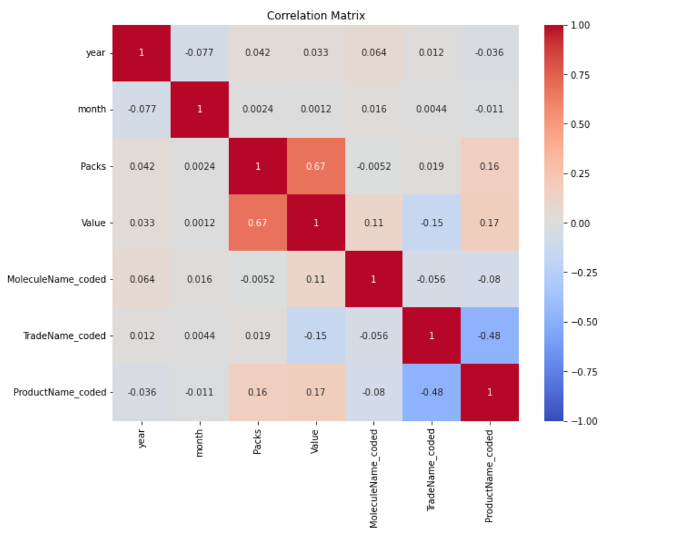 Correlation Matrix
year 1 -0.077 0.042 0.033 0.064 0.012 -0.036
month -0.077 1 0.0024 0.0012 0.016 0.0044 -0.011
Packs 0.042 0.0024 1 0.67 -0.0052 0.019 0.16
Value 0.033 0.0012 0.67 1 0.11 -0.15 0.17
MoleculeName_coded 0.064 0.016 -0.0052 0.11 1 -0.056 -0.08
TradeName_coded 0.012 0.0044 0.019 -0.15 -0.056 1 -0.48
ProductName_coded -0.036 -0.011 0.16 0.17 -0.08 -0.48 1
year
month
Packs
Value
MoleculeName_coded
TradeName_coded
ProductName_coded
1.00
0.75
0.50
0.25
0.00
−0.25
−0.50
−0.75
−1.00